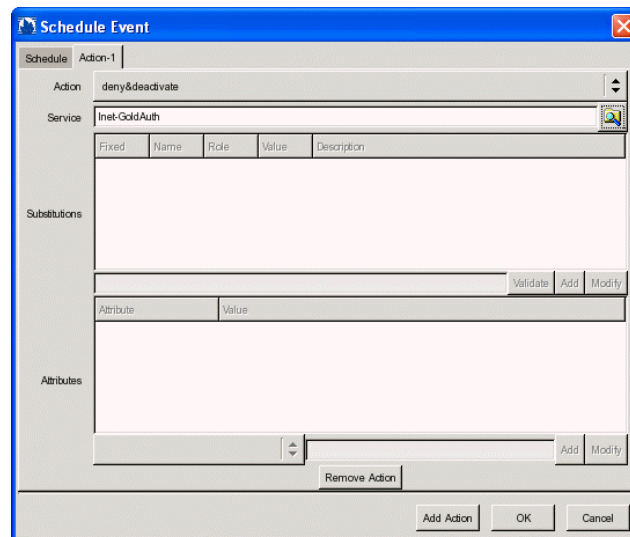 Schedule Event
Schedule Action-1
Action deny&deactivate
Service Inet-GoldAuth
Fixed Name Role Value Description
Substitutions
Validate Add Modify
Attribute Value
Attributes
Add Modify
Remove Action
Add Action OK Cancel